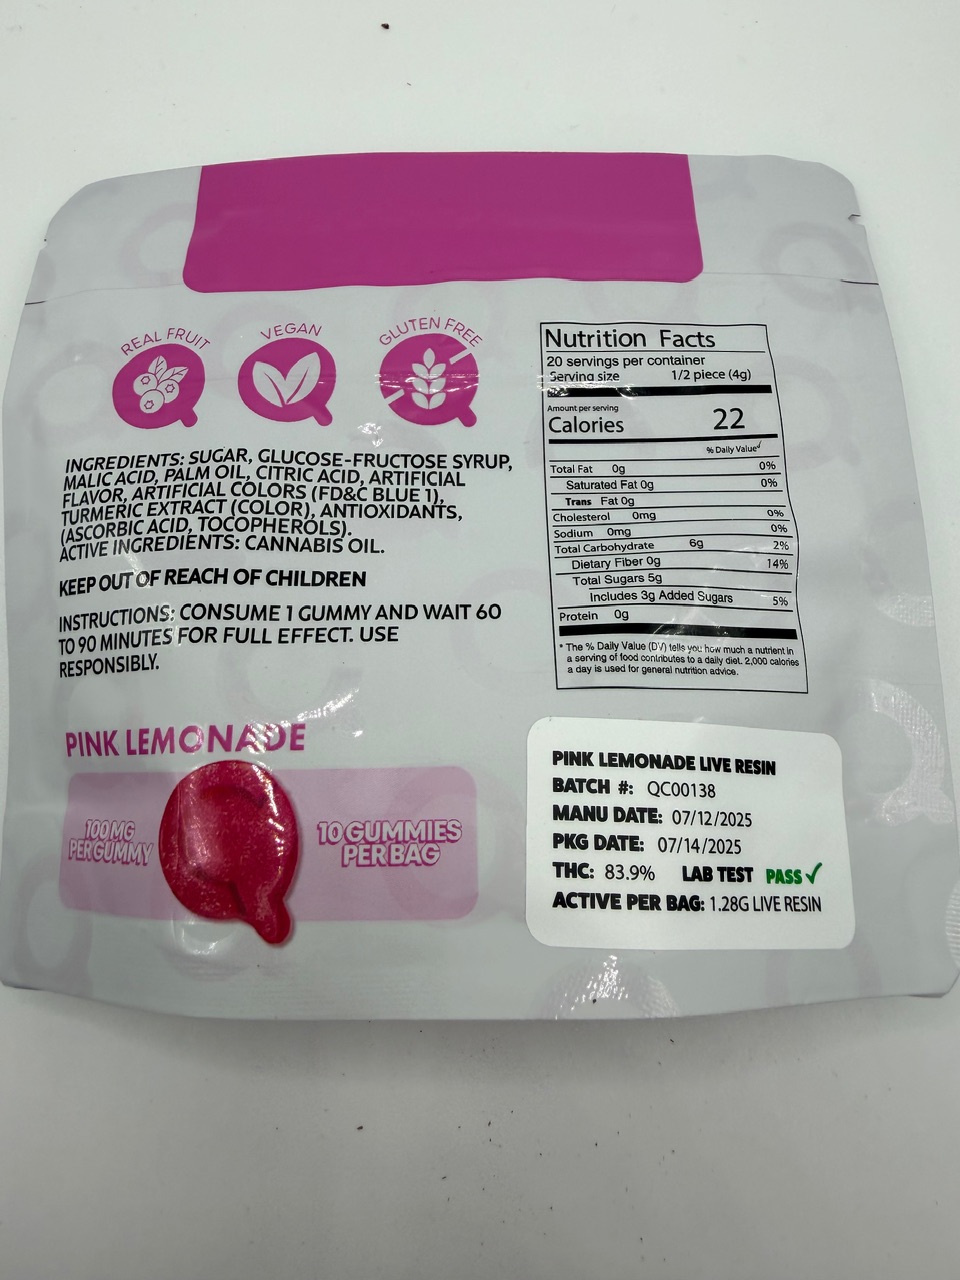 REAL FRUIT
VEGAN
GLUTEN FREE
INGREDIENTS: SUGAR, GLUCOSE-FRUCTOSE SYRUP,
MALIC ACID, PALM OIL, CITRIC ACID, ARTIFICIAL
FLAVOR, ARTIFICIAL COLORS (FD&C BLUE 1),
TURMERIC EXTRACT (COLOR), ANTIOXIDANTS,
(ASCORBIC ACID, TOCOPHEROLS).
ACTIVE INGREDIENTS: CANNABIS OIL.
KEEP OUT OF REACH OF CHILDREN
INSTRUCTIONS: CONSUME 1 GUMMY AND WAIT 60
TO 90 MINUTES FOR FULL EFFECT. USE
RESPONSIBLY.
PINK LEMONADE
100 MG
PER GUMMY
10 GUMMIES
PER BAG
Nutrition Facts
20 servings per container
Serving size 1/2 piece (4g)
Amount per serving
Calories 22
% Daily Value
Total Fat 0g 0%
Saturated Fat 0g 0%
Trans Fat 0g
Cholesterol 0mg 0%
Sodium 0mg 0%
Total Carbohydrate 6g 2%
Dietary Fiber 0g 14%
Total Sugars 5g
Includes 3g Added Sugars 5%
Protein 0g
* The % Daily Value (DV) tells you how much a nutrient in
a serving of food contributes to a daily diet. 2,000 calories
a day is used for general nutrition advice.
PINK LEMONADE LIVE RESIN
BATCH #: QC00138
MANU DATE: 07/12/2025
PKG DATE: 07/14/2025
THC: 83.9% LAB TEST PASS ✓
ACTIVE PER BAG: 1.28G LIVE RESIN